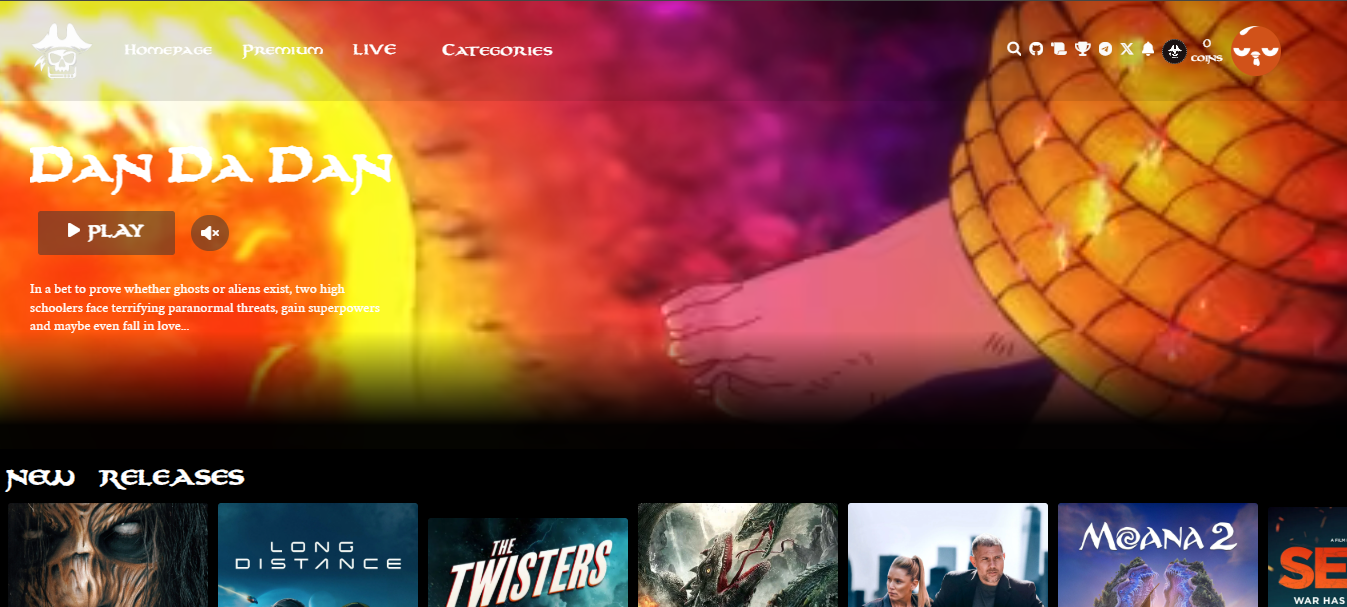 Homepage Premium LIVE Categories
0
coins
Dan Da Dan
PLAY
In a bet to prove whether ghosts or aliens exist, two high
schoolers face terrifying paranormal threats, gain superpowers
and maybe even fall in love...
New Releases
LONG
DISTANCE
THE
TWISTERS
MOANA 2
A FILM
SE
WAR HAS